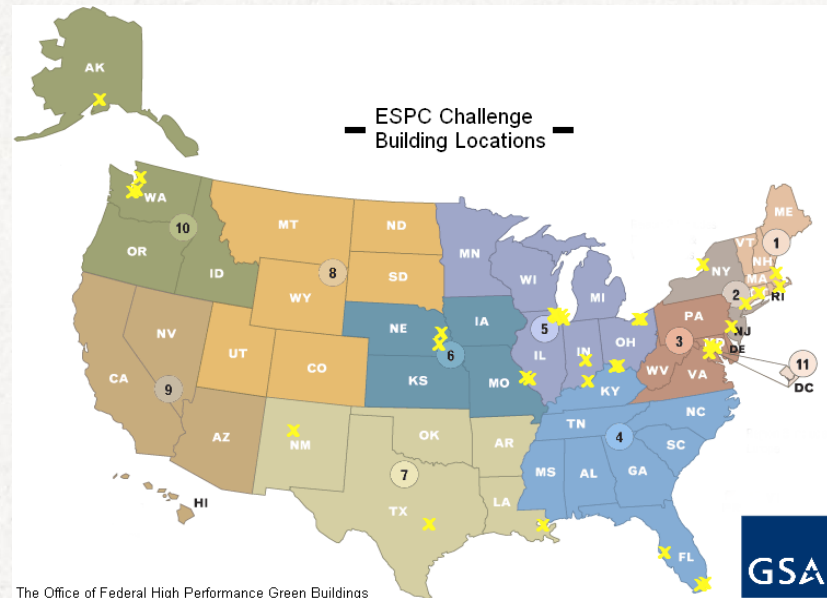 AK
ESPC Challenge
Building Locations
WA
MT
ND
ME
10
MN
VT
1
OR
ID
8
SD
WI
NH
NY
MA
WY
MI
RI
2
NE
IA
PA
NV
5
OH
NJ
6
IL
IN
3
DE
UT
CO
11
CA
KS
MO
WV
VA
DC
9
KY
NC
AZ
NM
OK
AR
TN
4
SC
7
MS
AL
GA
HI
TX
LA
FL
GSA
The Office of Federal High Performance Green Buildings